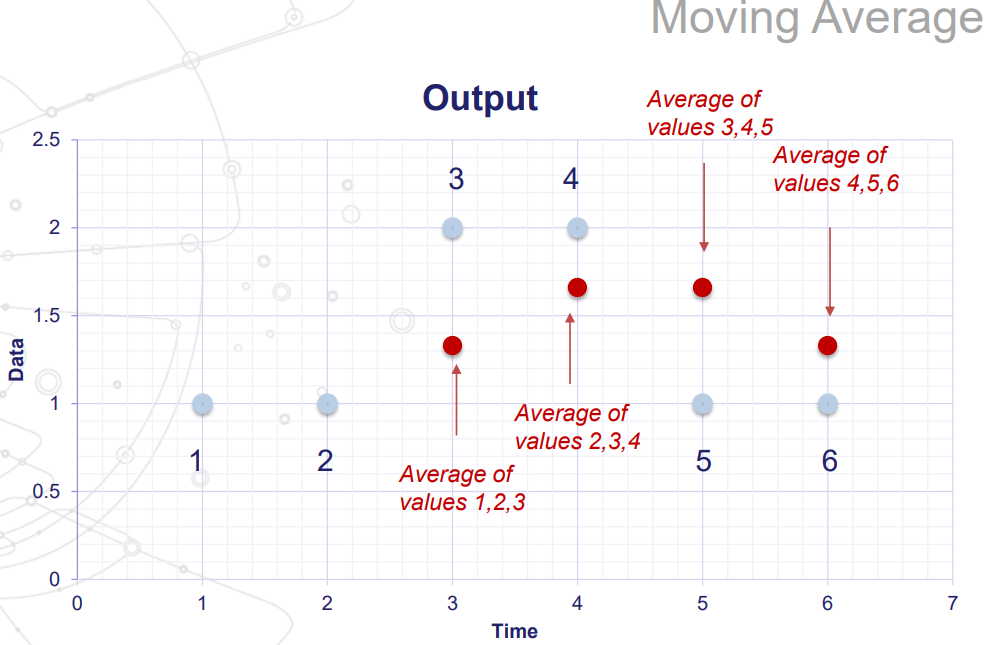 Moving Average
Output
Average of
values 3,4,5
Average of
values 4,5,6
2.5
3
4
2
1.5
Data
1
Average of
values 2,3,4
1
2
5
6
Average of
values 1,2,3
0.5
0
0
1
2
3
4
5
6
7
Time